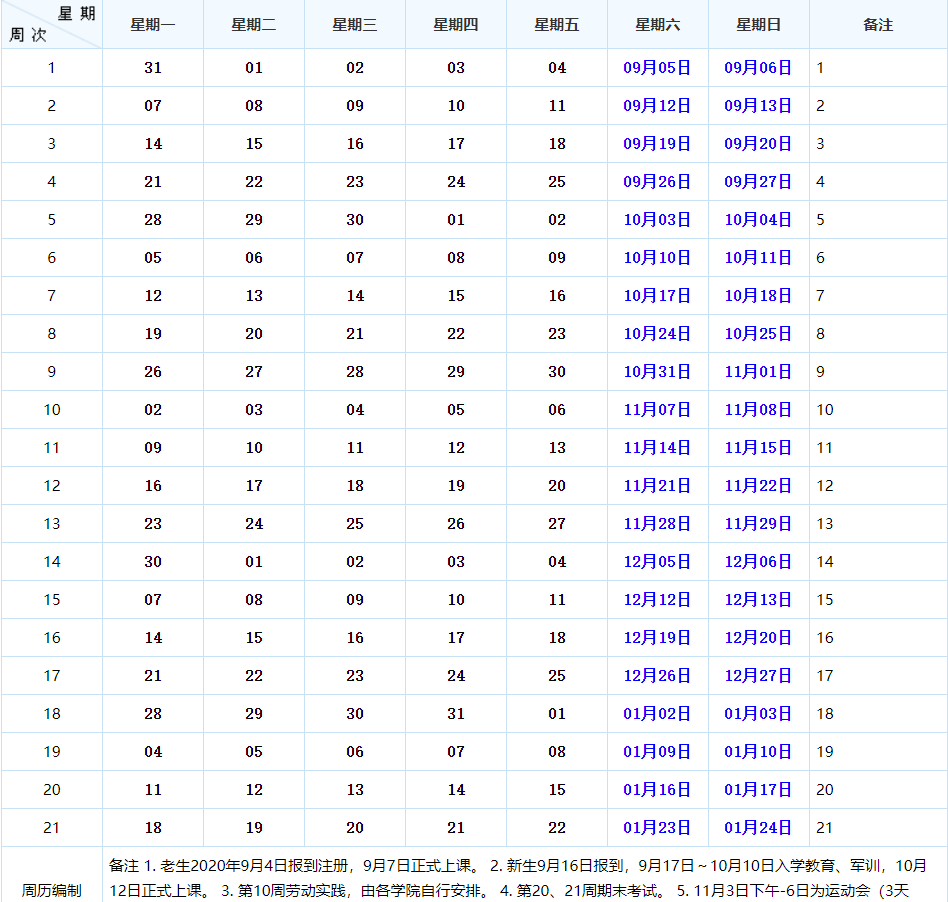 星 期
周 次 星期一 星期二 星期三 星期四 星期五 星期六 星期日 备注
1 31 01 02 03 04 09月05日 09月06日 1
2 07 08 09 10 11 09月12日 09月13日 2
3 14 15 16 17 18 09月19日 09月20日 3
4 21 22 23 24 25 09月26日 09月27日 4
5 28 29 30 01 02 10月03日 10月04日 5
6 05 06 07 08 09 10月10日 10月11日 6
7 12 13 14 15 16 10月17日 10月18日 7
8 19 20 21 22 23 10月24日 10月25日 8
9 26 27 28 29 30 10月31日 11月01日 9
10 02 03 04 05 06 11月07日 11月08日 10
11 09 10 11 12 13 11月14日 11月15日 11
12 16 17 18 19 20 11月21日 11月22日 12
13 23 24 25 26 27 11月28日 11月29日 13
14 30 01 02 03 04 12月05日 12月06日 14
15 07 08 09 10 11 12月12日 12月13日 15
16 14 15 16 17 18 12月19日 12月20日 16
17 21 22 23 24 25 12月26日 12月27日 17
18 28 29 30 31 01 01月02日 01月03日 18
19 04 05 06 07 08 01月09日 01月10日 19
20 11 12 13 14 15 01月16日 01月17日 20
21 18 19 20 21 22 01月23日 01月24日 21
备注 1. 老生2020年9月4日报到注册，9月7日正式上课。 2. 新生9月16日报到，9月17日～10月10日入学教育、军训，10月
周历编制 12日正式上课。 3. 第10周劳动实践，由各学院自行安排。 4. 第20、21周期末考试。 5. 11月3日下午-6日为运动会（3天